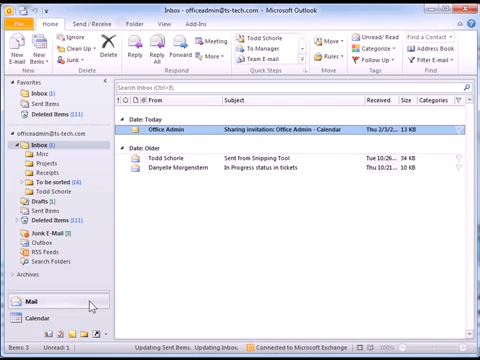 Inbox - officeadmin@ts-tech.com - Microsoft Outlook
File Home Send / Receive Folder View Add-Ins
New E-mail New Items Ignore Clean Up Junk Delete Reply Reply All Forward Meeting More
Todd Schorle To Manager Team E-mail Move Rules
Unread/ Read Categorize Follow Up Find a Contact Address Book Filter E-mail
New Delete Respond Quick Steps Move Tags Find
Favorites
Inbox (1)
Sent Items
Deleted Items (111)
officeadmin@ts-tech.com
Inbox (1)
Misc
Projects
Receipts
To be sorted (16)
Todd Schorle
Drafts [1]
Sent Items
Deleted Items (111)
Junk E-Mail [3]
Outbox
RSS Feeds
Search Folders
Archives
Mail
Calendar
Search Inbox (Ctrl+E)
From Subject Received Size Categories
Date: Today
Office Admin Sharing invitation: Office Admin - Calendar Thu 2/3/2... 13 KB
Date: Older
Todd Schorle Sent from Snipping Tool Tue 10/26... 34 KB
Danyelle Morgenstern In Progress status in tickets Thu 10/21... 10 KB
Items: 3 Unread: 1 Updating Sent Items. Updating Inbox. Connected to Microsoft Exchange 100%